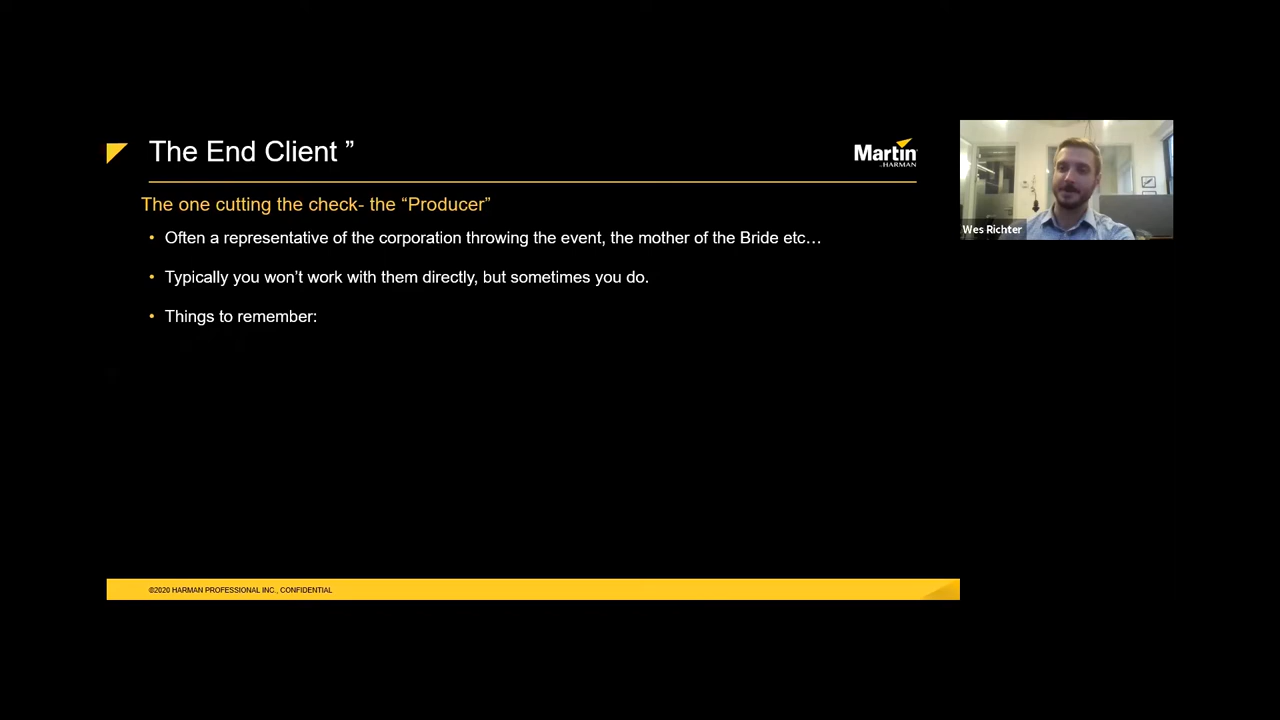 The End Client ”
Martin
by HARMAN
The one cutting the check- the “Producer”
• Often a representative of the corporation throwing the event, the mother of the Bride etc…
• Typically you won’t work with them directly, but sometimes you do.
• Things to remember:
Wes Richter
©2020 HARMAN PROFESSIONAL INC., CONFIDENTIAL